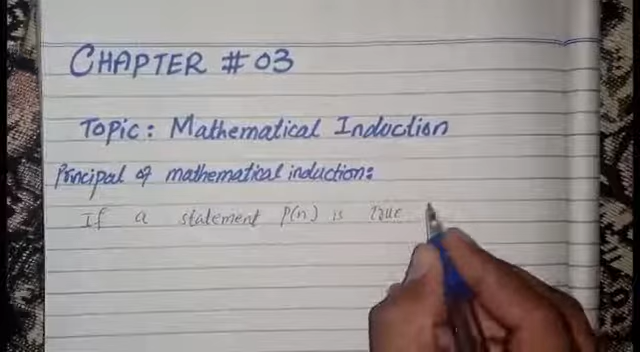 CHAPTER # 03
Topic: Mathematical Induction
Principal of mathematical induction:
If a statement P(n) is true